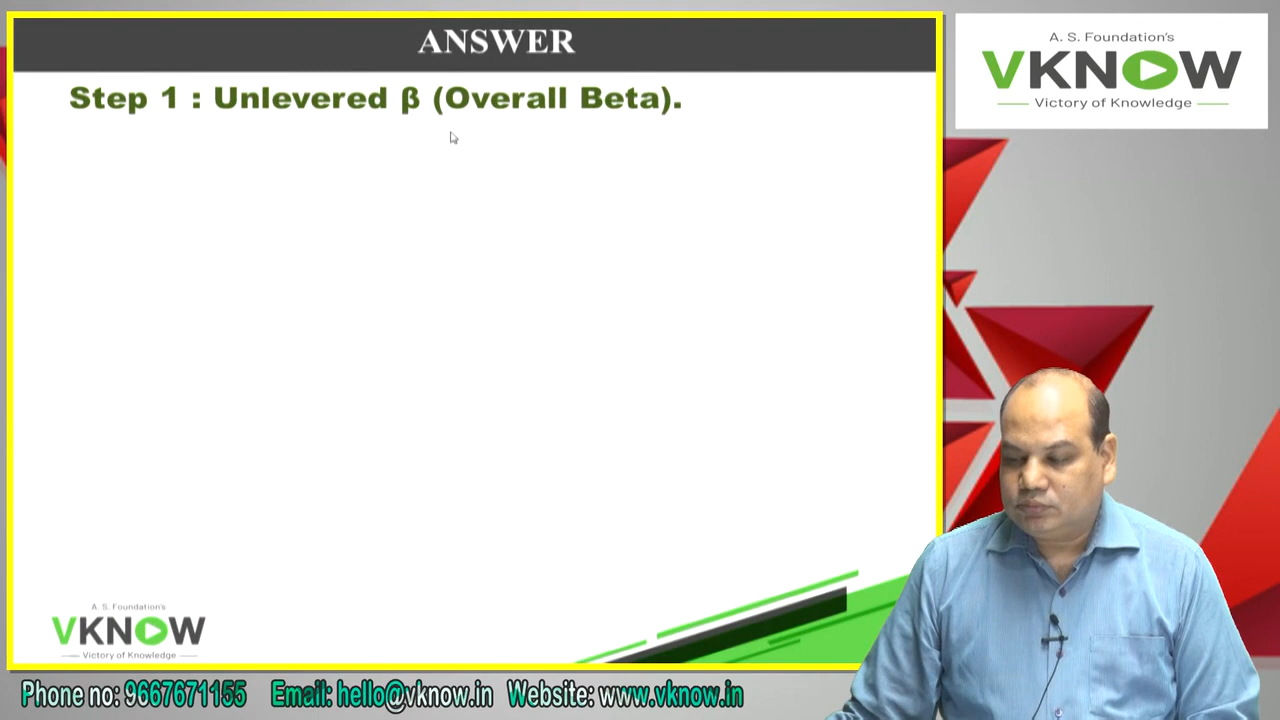 ANSWER
Step 1 : Unlevered β (Overall Beta).
A. S. Foundation's
VKNOW
Victory of Knowledge
A. S. Foundation's
VKNOW
Victory of Knowledge
Phone no: 9667671155 Email: hello@vknow.in Website: www.vknow.in